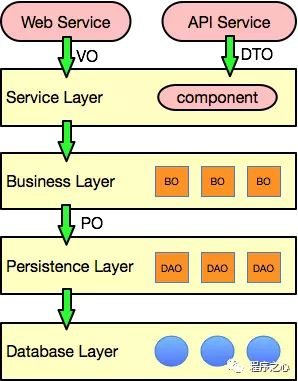 Web Service
API Service
VO
DTO
Service Layer
component
Business Layer
BO
BO
BO
PO
Persistence Layer
DAO
DAO
DAO
Database Layer
程序之心